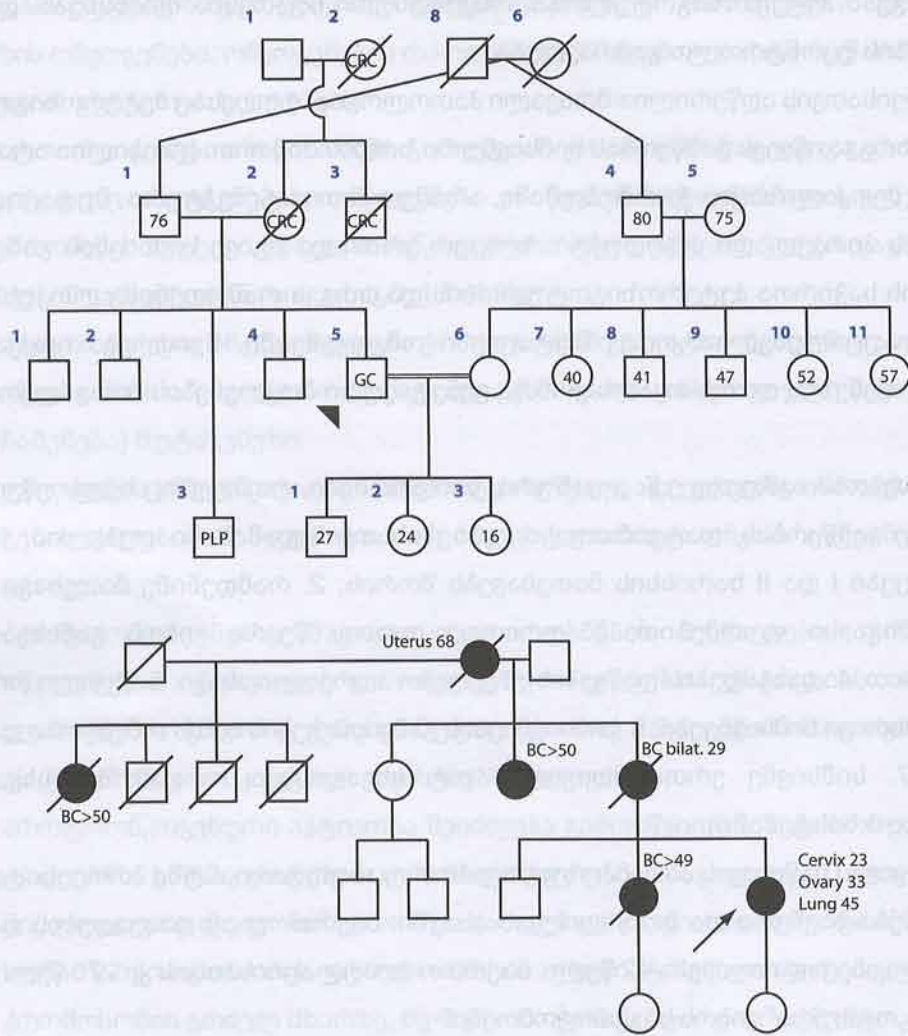 1 2 8 6
CRC CRC
1 2 3 4 5
76 CRC CRC 80 75
1 2 4 5 6 7 8 9 10 11
GC 40 41 47 52 57
3 1 2 3
PLP 27 24 16
Uterus 68
BC>50 BC bilat. 29
BC>50
BC>49 Cervix 23
Ovary 33
Lung 45